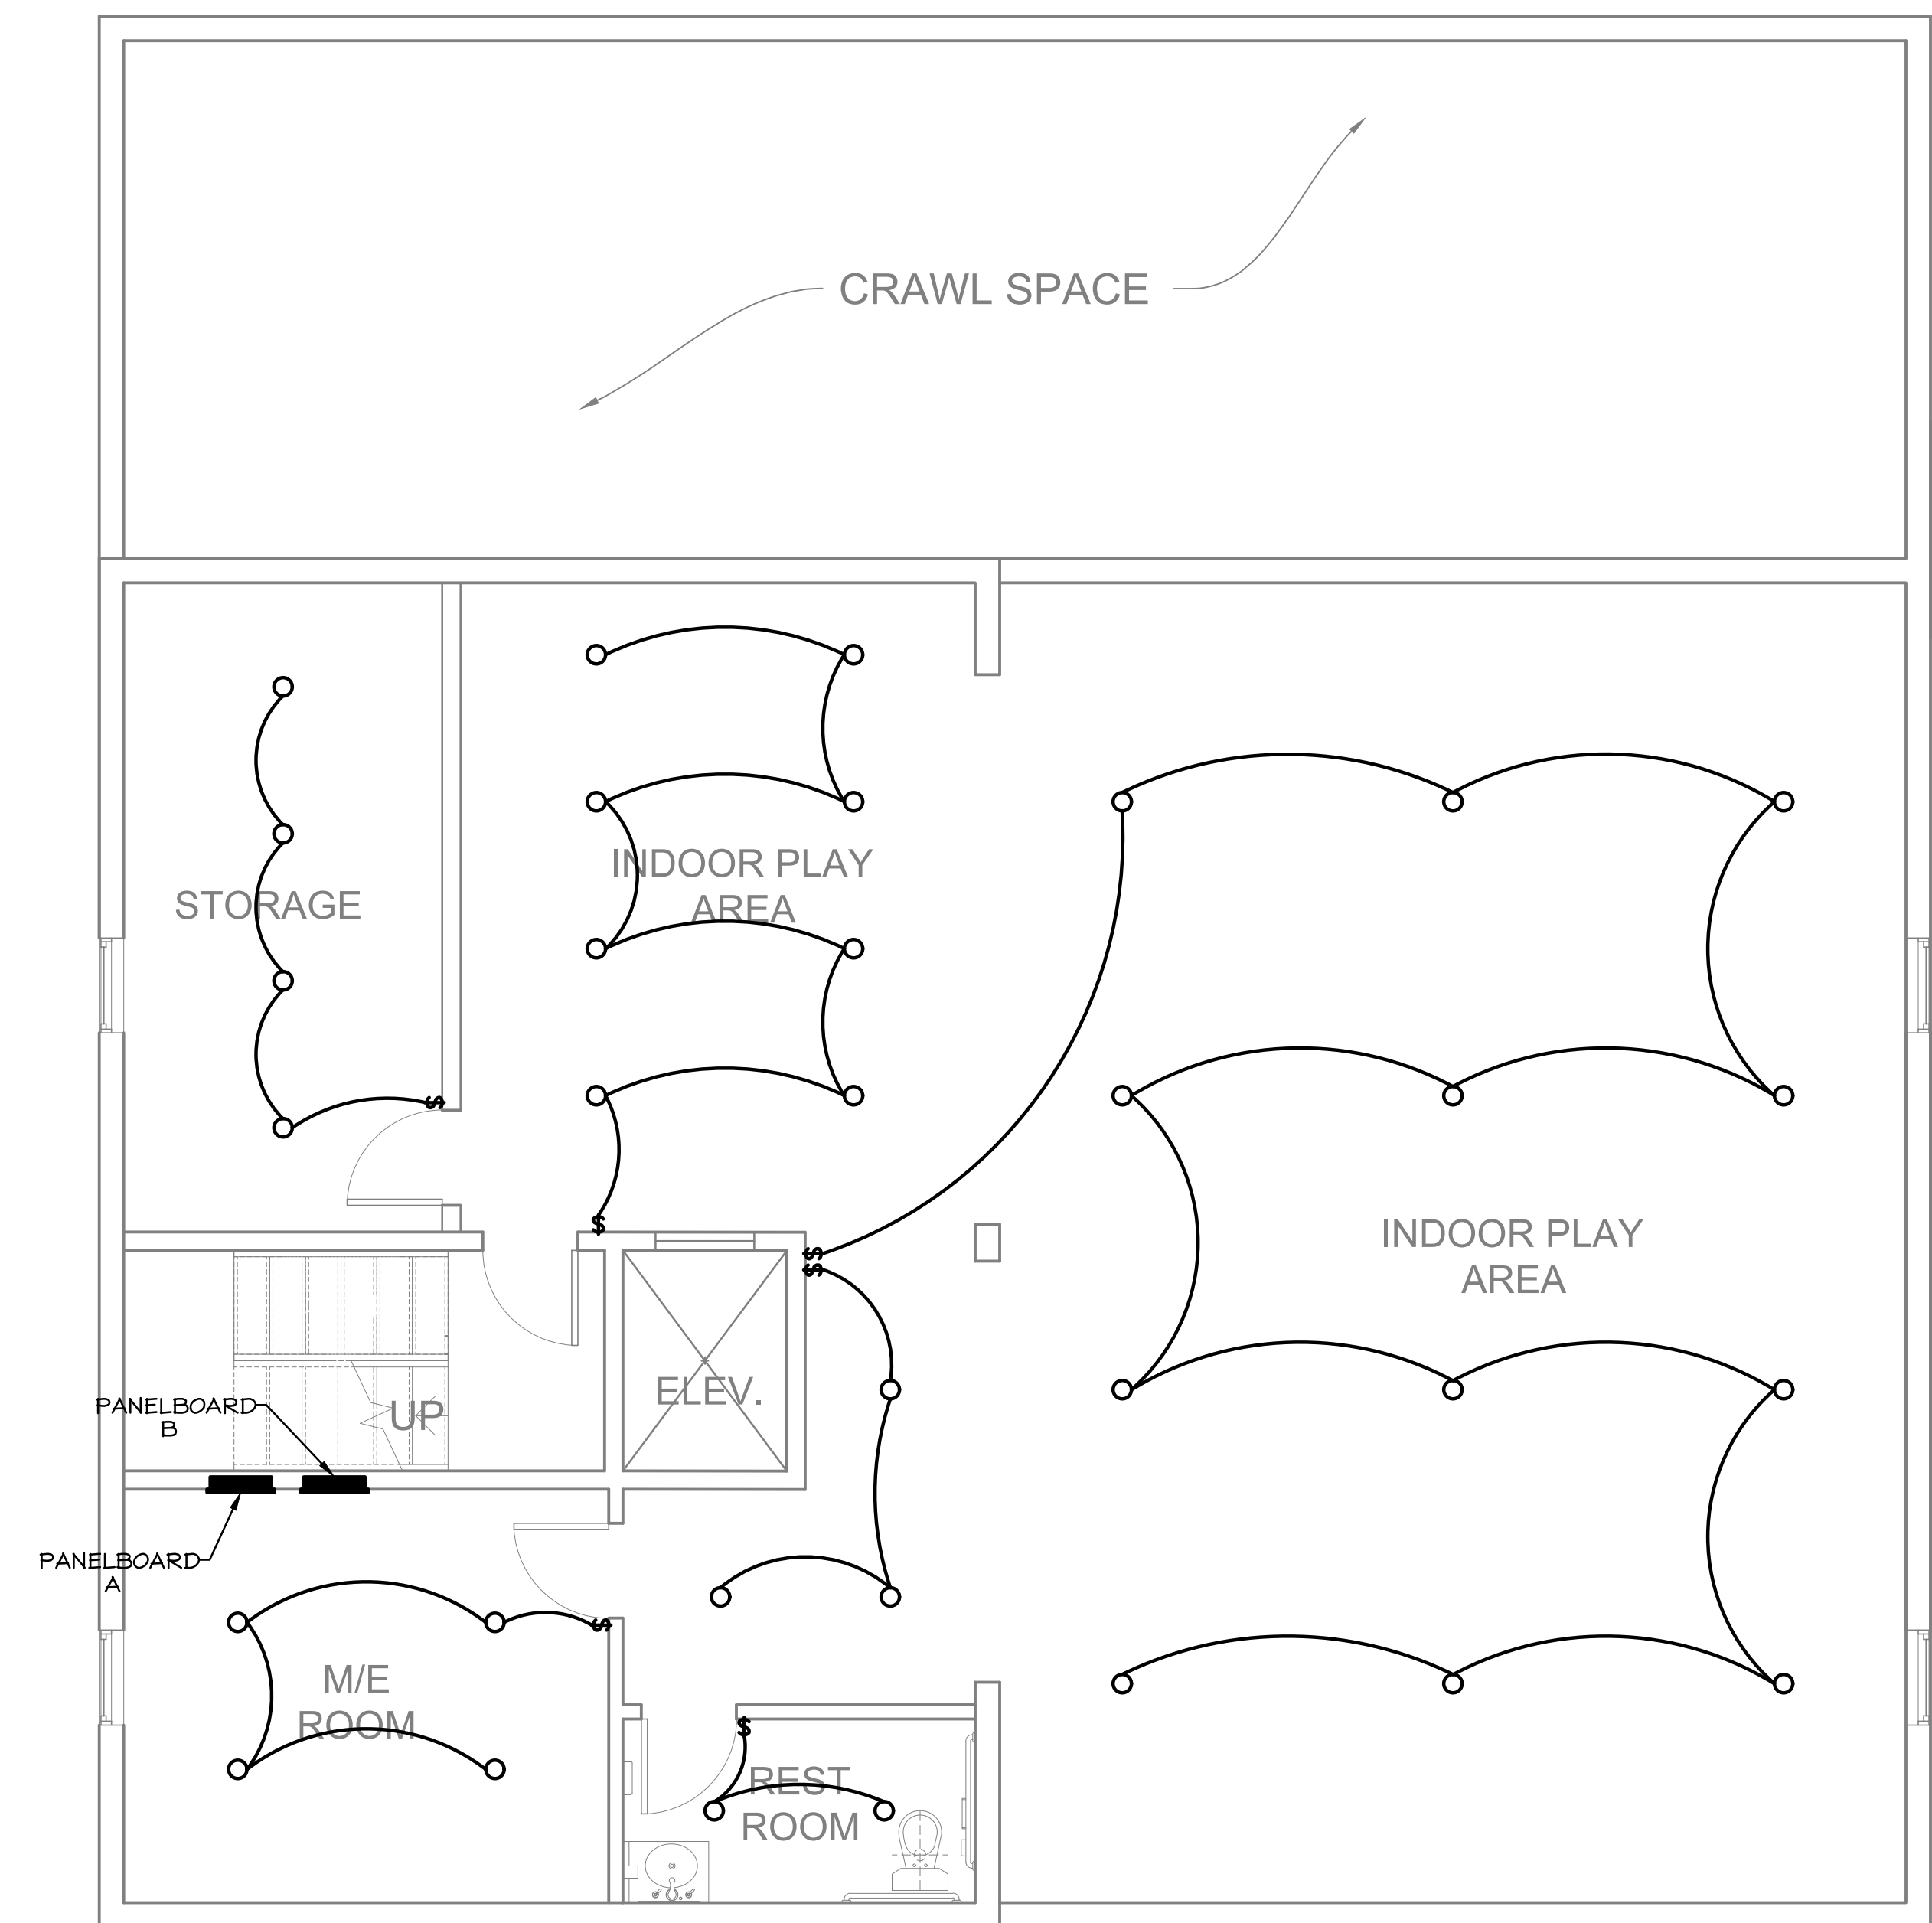 CRAWL SPACE
INDOOR PLAY
AREA
STORAGE
$
$
$
$
INDOOR PLAY
AREA
ELEV.
UP
PANELBOARD
B
PANELBOARD
A
$
M/E
ROOM
$
REST
ROOM